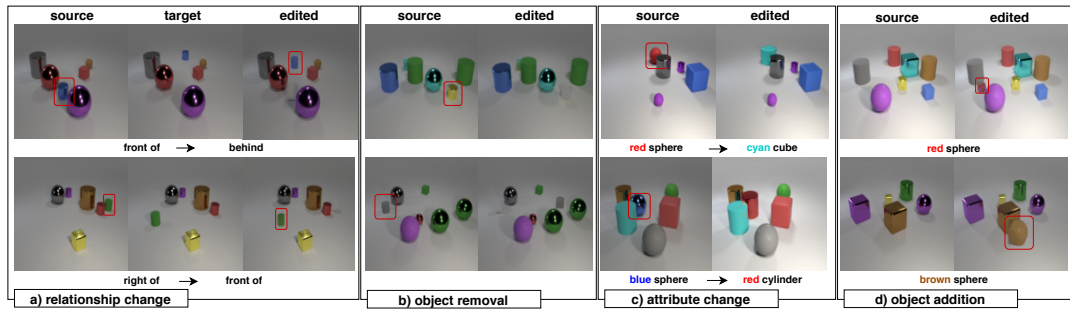 source target edited
front of → behind
right of → front of
a) relationship change
source edited
b) object removal
source edited
red sphere → cyan cube
blue sphere → red cylinder
c) attribute change
source edited
red sphere
brown sphere
d) object addition